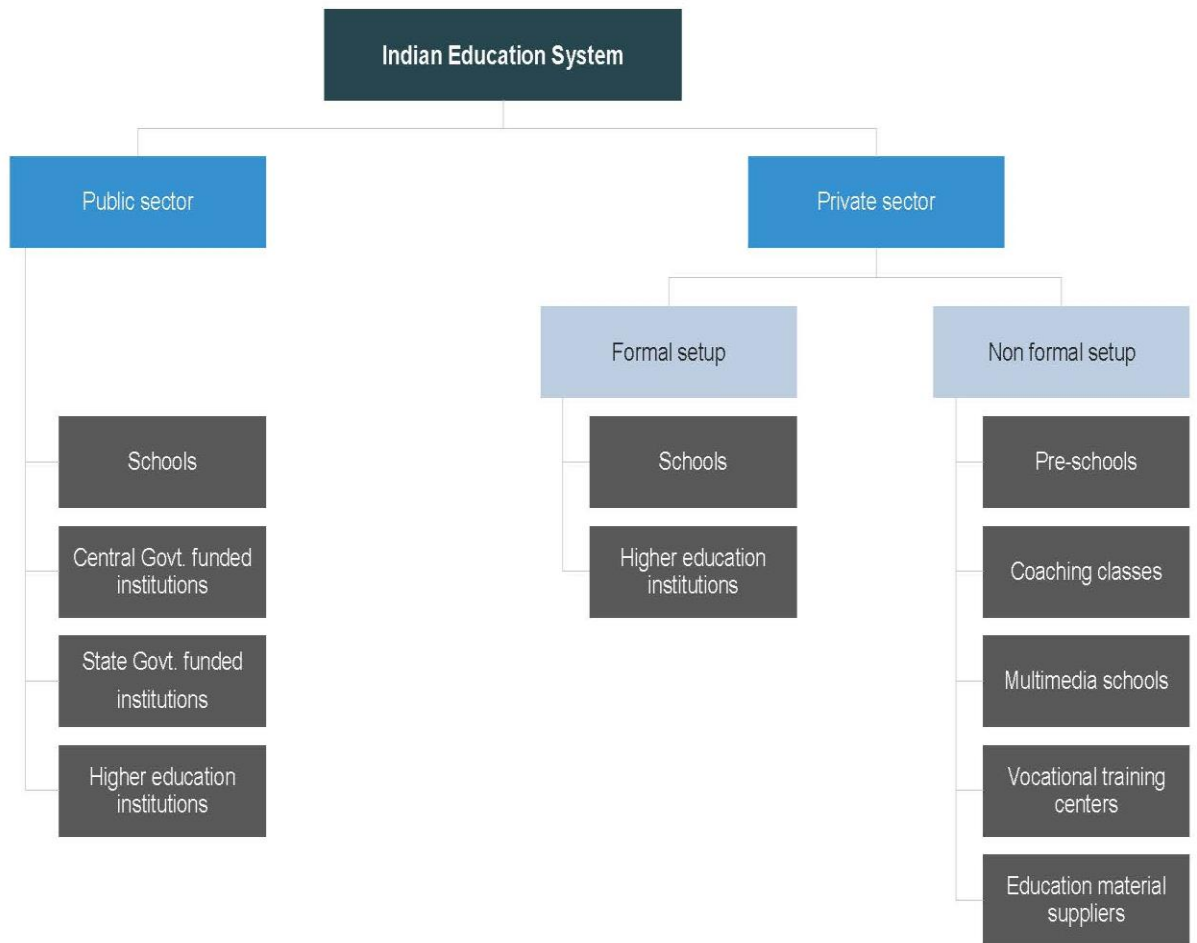 Indian Education System
Public sector
Private sector
Formal setup
Non formal setup
Schools
Central Govt. funded
institutions
State Govt. funded
institutions
Higher education
institutions
Schools
Higher education
institutions
Pre-schools
Coaching classes
Multimedia schools
Vocational training
centers
Education material
suppliers